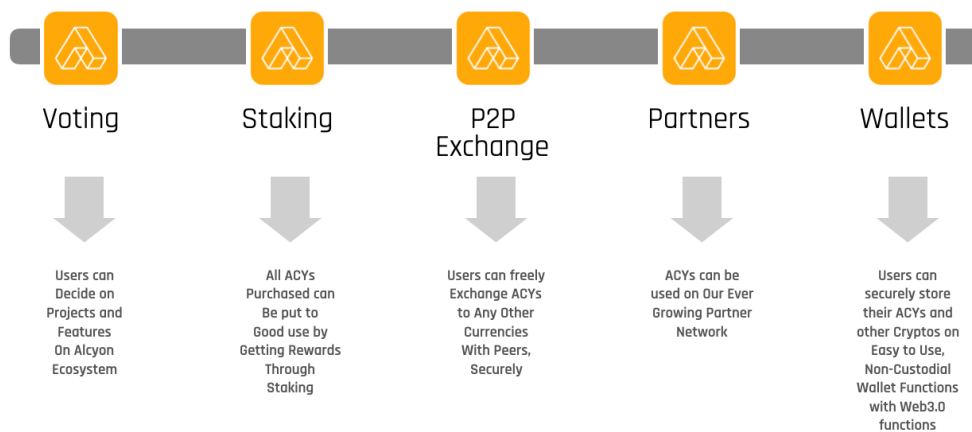 Voting
Staking
P2P
Exchange
Partners
Wallets
Users can
Decide on
Projects and
Features
On Alcyon
Ecosystem
All ACYs
Purchased can
Be put to
Good use by
Getting Rewards
Through
Staking
Users can freely
Exchange ACYs
to Any Other
Currencies
With Peers,
Securely
ACYs can be
used on Our Ever
Growing Partner
Network
Users can
securely store
their ACYs and
other Cryptos on
Easy to Use,
Non-Custodial
Wallet Functions
with Web3.0
functions